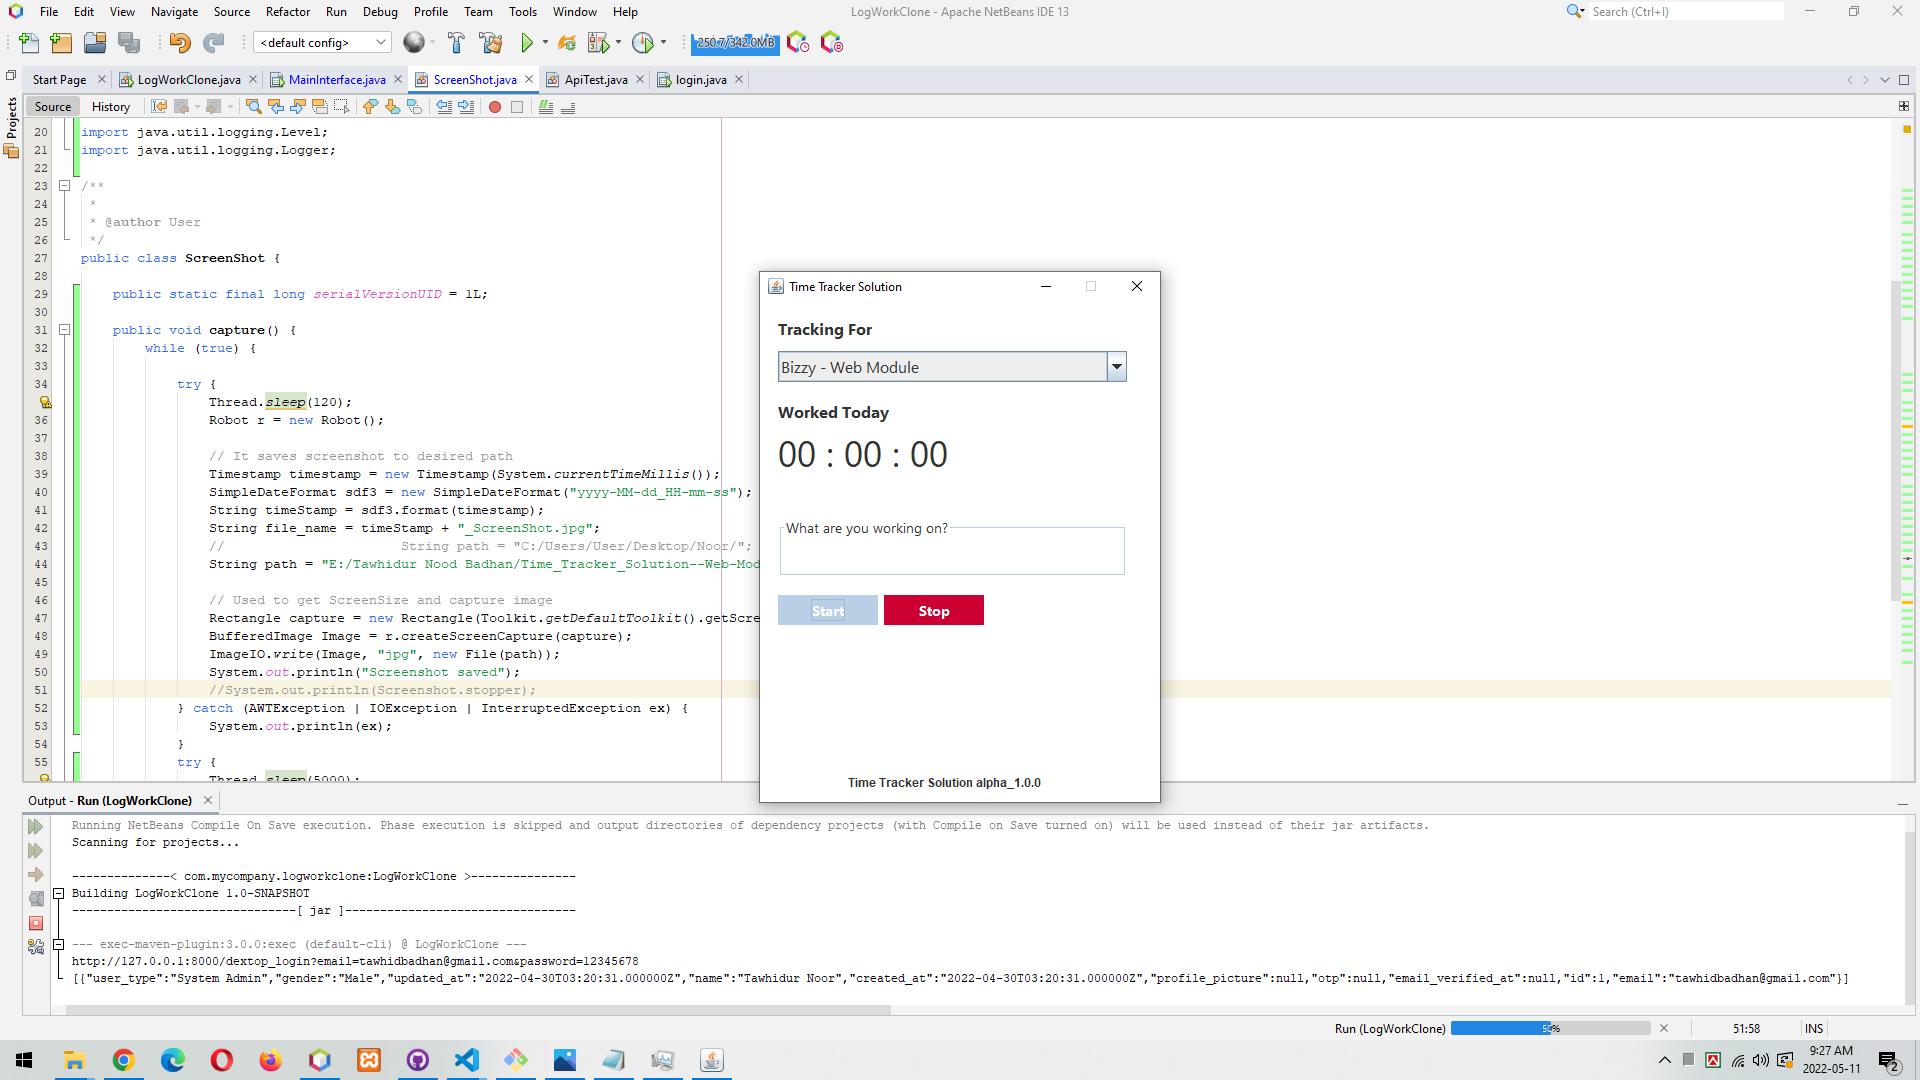 File Edit View Navigate Source Refactor Run Debug Profile Team Tools Window Help
LogWorkClone - Apache NetBeans IDE 13
Search (Ctrl+I)
<default config>
250.7/342.0MB
Start Page
LogWorkClone.java
MainInterface.java
ScreenShot.java
ApiTest.java
login.java
Projects
Source History
20 import java.util.logging.Level;
21 import java.util.logging.Logger;
22
23 /**
24 *
25 * @author User
26 */
27 public class ScreenShot {
28
29 public static final long serialVersionUID = 1L;
30
31 public void capture() {
32 while (true) {
33
34 try {
Thread.sleep(120);
36 Robot r = new Robot();
37
38 // It saves screenshot to desired path
39 Timestamp timestamp = new Timestamp(System.currentTimeMillis());
40 SimpleDateFormat sdf3 = new SimpleDateFormat("yyyy-MM-dd_HH-mm-ss");
41 String timeStamp = sdf3.format(timestamp);
42 String file_name = timeStamp + "_ScreenShot.jpg";
43 // String path = "C:/Users/User/Desktop/Noor/";
44 String path = "E:/Tawhidur Nood Badhan/Time_Tracker_Solution--Web-Mod
45
46 // Used to get ScreenSize and capture image
47 Rectangle capture = new Rectangle(Toolkit.getDefaultToolkit().getScre
48 BufferedImage Image = r.createScreenCapture(capture);
49 ImageIO.write(Image, "jpg", new File(path));
50 System.out.println("Screenshot saved");
51 //System.out.println(Screenshot.stopper);
52 } catch (AWTException | IOException | InterruptedException ex) {
53 System.out.println(ex);
54 }
55 try {
Thread.sleep(5000);
Time Tracker Solution
Tracking For
Bizzy - Web Module
Worked Today
00 : 00 : 00
What are you working on?
Start
Stop
Time Tracker Solution alpha_1.0.0
Output - Run (LogWorkClone)
Running NetBeans Compile On Save execution. Phase execution is skipped and output directories of dependency projects (with Compile on Save turned on) will be used instead of their jar artifacts.
Scanning for projects...
--------------< com.mycompany.logworkclone:LogWorkClone >---------------
Building LogWorkClone 1.0-SNAPSHOT
--------------------------------[ jar ]---------------------------------
--- exec-maven-plugin:3.0.0:exec (default-cli) @ LogWorkClone ---
http://127.0.0.1:8000/dextop_login?email=tawhidbadhan@gmail.com&password=12345678
[{"user_type":"System Admin","gender":"Male","updated_at":"2022-04-30T03:20:31.000000Z","name":"Tawhidur Noor","created_at":"2022-04-30T03:20:31.000000Z","profile_picture":null,"otp":null,"email_verified_at":null,"id":1,"email":"tawhidbadhan@gmail.com"}]
Run (LogWorkClone)
50%
51:58
INS
9:27 AM
2022-05-11
2